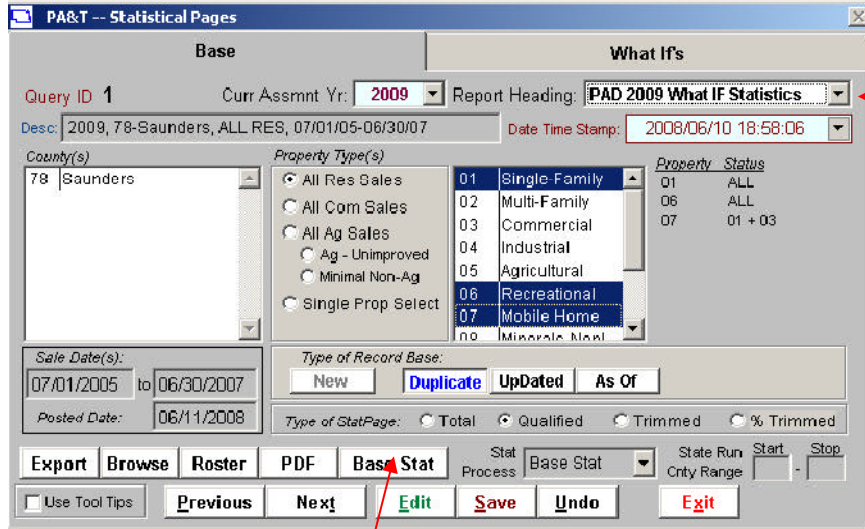 PA&T -- Statistical Pages
Base What If's
Query ID 1 Curr Assmnt Yr: 2009 Report Heading: PAD 2009 What IF Statistics
Desc: 2009, 78-Saunders, ALL RES, 07/01/05-06/30/07 Date Time Stamp: 2008/06/10 18:58:06
County(s) Property Type(s) Property Status
78 Saunders All Res Sales 01 Single-Family 01 ALL
All Com Sales 02 Multi-Family 06 ALL
All Ag Sales 03 Commercial 07 01 + 03
Ag - Unimproved 04 Industrial
Minimal Non-Ag 05 Agricultural
Single Prop Select 06 Recreational
07 Mobile Home
Sale Date(s): Type of Record Base:
07/01/2005 to 06/30/2007 New Duplicate UpDated As Of
Posted Date: 06/11/2008 Type of StatPage: Total Qualified Trimmed % Trimmed
Export Browse Roster PDF Base Stat Stat Process Base Stat State Run Cnty Range Start - Stop
Use Tool Tips Previous Next Edit Save Undo Exit